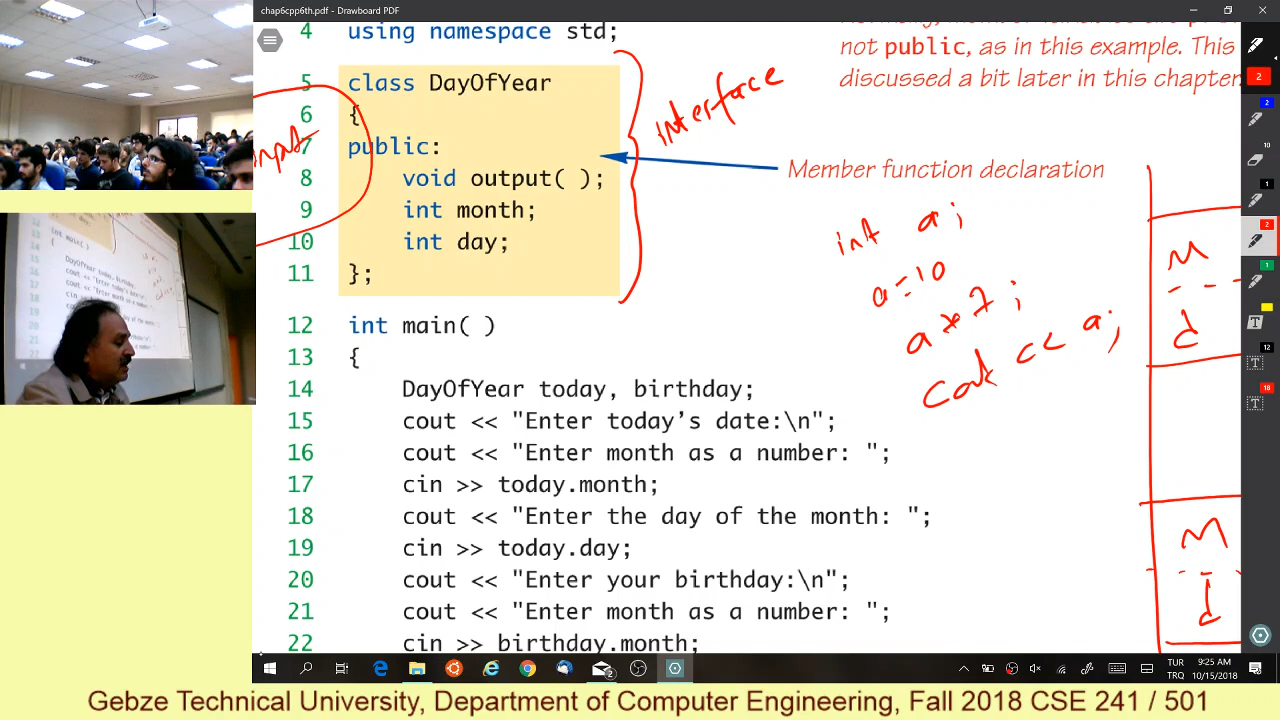 chap6cpp6th.pdf - Drawboard PDF
4 using namespace std;
not public, as in this example. This
discussed a bit later in this chapter.
5 class DayOfYear
6 {
7 public:
8 void output( );
9 int month;
10 int day;
11 };
12 int main( )
13 {
14 DayOfYear today, birthday;
15 cout << "Enter today’s date:\n";
16 cout << "Enter month as a number: ";
17 cin >> today.month;
18 cout << "Enter the day of the month: ";
19 cin >> today.day;
20 cout << "Enter your birthday:\n";
21 cout << "Enter month as a number: ";
22 cin >> birthday.month;
Interface
Member function declaration
int a;
a=10
a * 7;
cout << a;
M
d
M
d
TUR
TRQ
9:25 AM
10/15/2018
Gebze Technical University, Department of Computer Engineering, Fall 2018 CSE 241 / 501